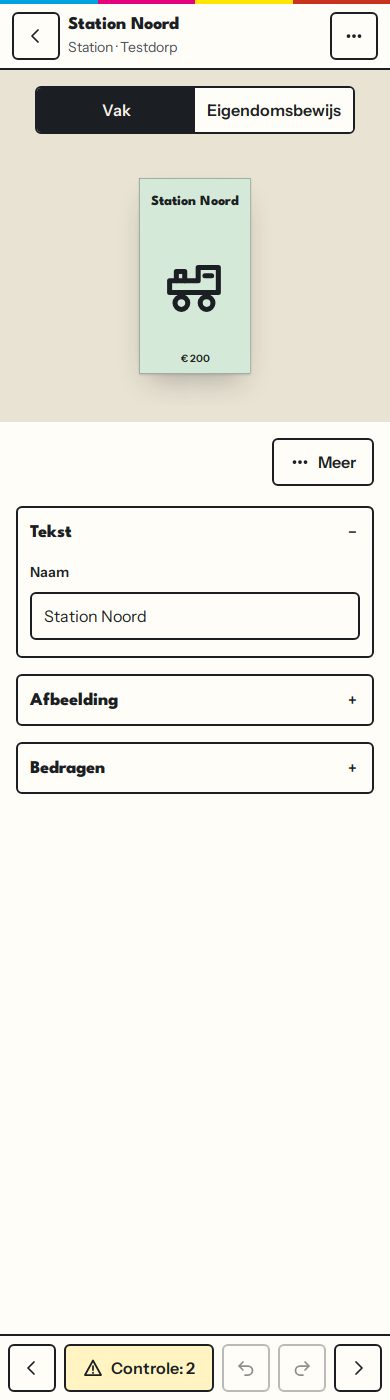 Station Noord
Station · Testdorp
Vak
Eigendomsbewijs
Station Noord
€ 200
Meer
Tekst
Naam
Station Noord
Afbeelding
Bedragen
Controle: 2